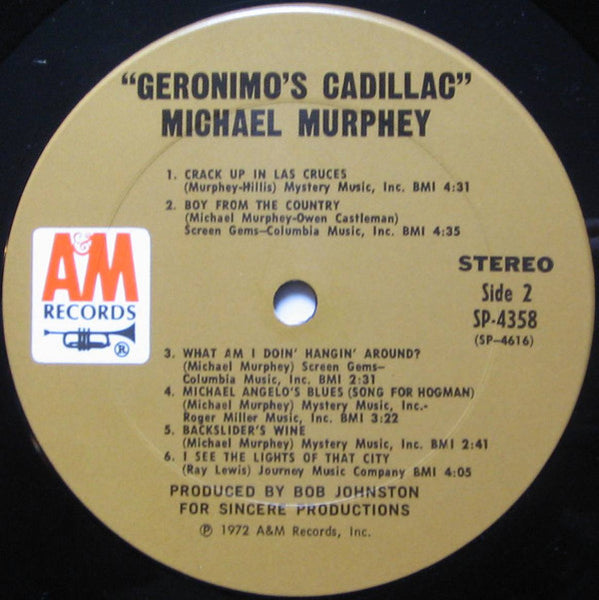 "GERONIMO'S CADILLAC"
MICHAEL MURPHEY
1. CRACK UP IN LAS CRUCES
(Murphey-Hillis) Mystery Music, Inc. BMI 4:31
2. BOY FROM THE COUNTRY
(Michael Murphey-Owen Castleman)
Screen Gems–Columbia Music, Inc. BMI 4:35
A&M
RECORDS
®
STEREO
Side 2
SP-4358
(SP-4616)
3. WHAT AM I DOIN' HANGIN' AROUND?
(Michael Murphey) Screen Gems–
Columbia Music, Inc. BMI 2:31
4. MICHAEL ANGELO'S BLUES (SONG FOR HOGMAN)
(Michael Murphey) Mystery Music, Inc.-
Roger Miller Music, Inc. BMI 3:22
5. BACKSLIDER'S WINE
(Michael Murphey) Mystery Music, Inc. BMI 2:41
6. I SEE THE LIGHTS OF THAT CITY
(Ray Lewis) Journey Music Company BMI 4:05
PRODUCED BY BOB JOHNSTON
FOR SINCERE PRODUCTIONS
℗ 1972 A&M Records, Inc.